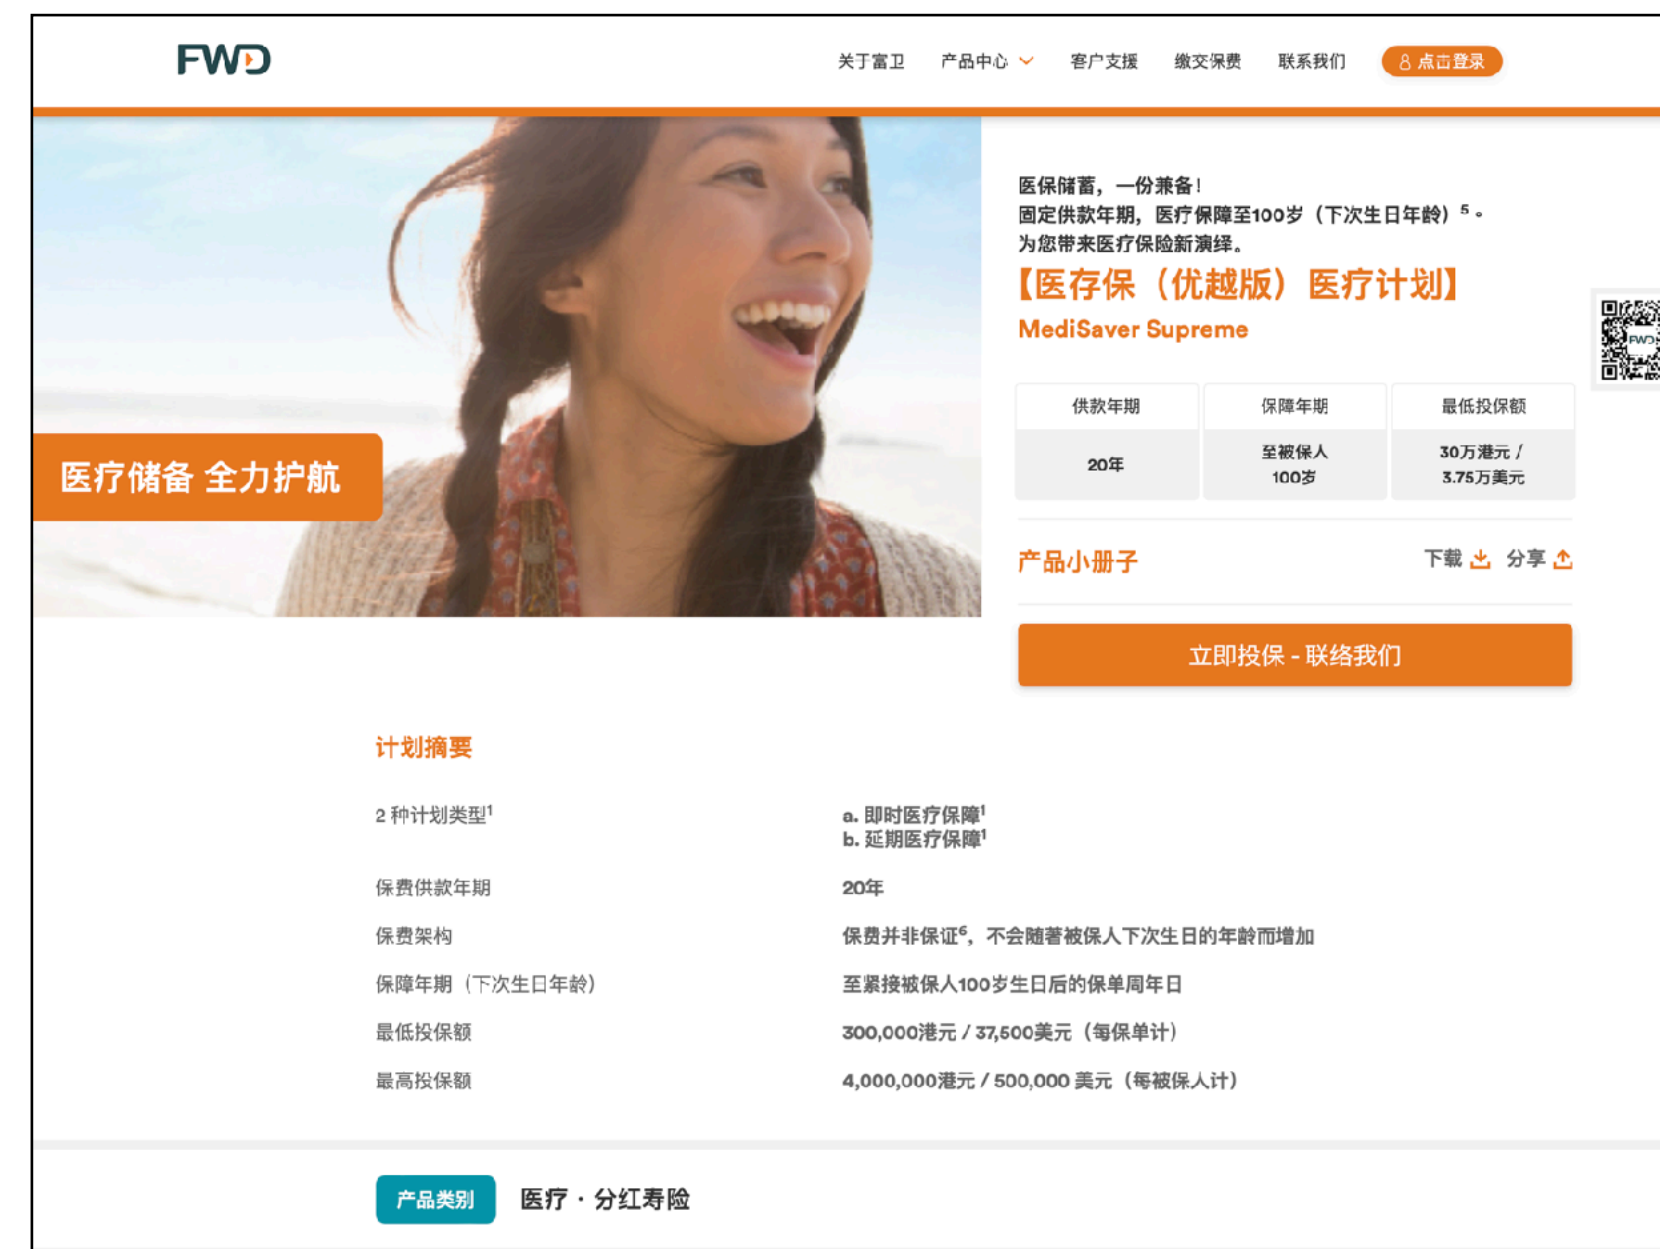 FWD
关于富卫 产品中心 客户支援 缴交保费 联系我们 点击登录
医保储蓄，一份兼备！
固定供款年期，医疗保障至100岁（下次生日年龄）⁵。
为您带来医疗保险新演绎。
【医存保（优越版）医疗计划】
MediSaver Supreme
FWD
供款年期 保障年期 最低投保额
20年 至被保人 30万港元 /
100岁 3.75万美元
医疗储备 全力护航
产品小册子 下载 分享
立即投保 - 联络我们
计划摘要
2 种计划类型¹ a. 即时医疗保障¹
b. 延期医疗保障¹
保费供款年期 20年
保费架构 保费并非保证⁶，不会随著被保人下次生日的年龄而增加
保障年期（下次生日年龄） 至紧接被保人100岁生日后的保单周年日
最低投保额 300,000港元 / 37,500美元（每保单计）
最高投保额 4,000,000港元 / 500,000 美元（每被保人计）
产品类别 医疗 · 分红寿险